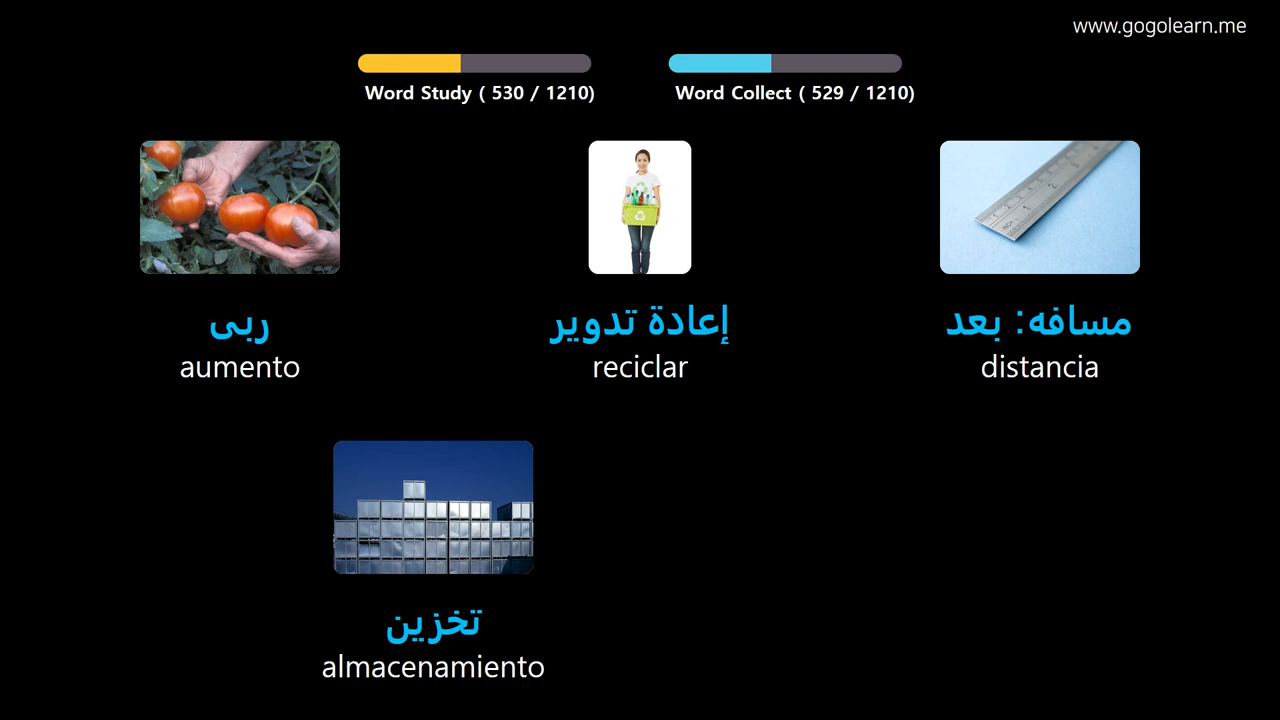 www.gogolearn.me
Word Study ( 530 / 1210)
Word Collect ( 529 / 1210)
ربى
aumento
إعادة تدوير
reciclar
مسافه: بعد
distancia
تخزين
almacenamiento